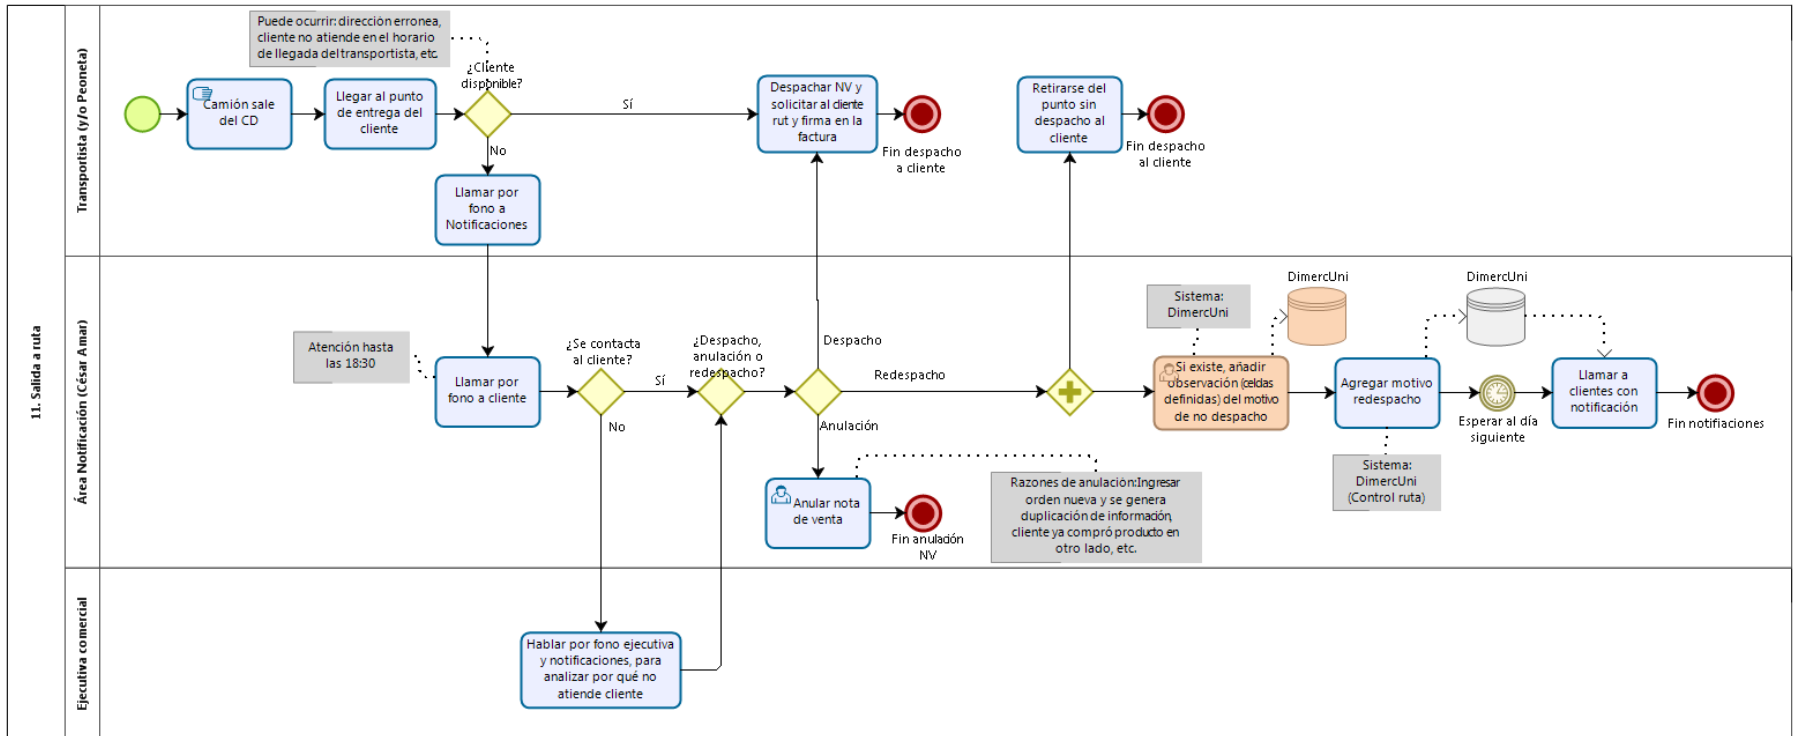 11. Salida a ruta
Transportista (y/o Peoneta)
Puede ocurrir: dirección erronea,
cliente no atiende en el horario
de llegada del transportista, etc
Camión sale
del CD
Llegar al punto
de entrega del
cliente
¿Cliente
disponible?
Sí
No
Llamar por
fono a
Notificaciones
Despachar NV y
solicitar al cliente
rut y firma en la
factura
Fin despacho
a cliente
Retirarse del
punto sin
despacho al
cliente
Fin despacho
al cliente
Área Notificación (César Amar)
Atención hasta
las 18:30
Llamar por
fono a cliente
¿Se contacta
al cliente?
Sí
No
¿Despacho,
anulación o
redespacho?
Despacho
Redespacho
Anulación
Anular nota
de venta
Fin anulación
NV
Razones de anulación:Ingresar
orden nueva y se genera
duplicación de información,
cliente ya compró producto en
otro lado, etc.
Sistema:
DimercUni
DimercUni
Si existe, añadir
observación (celdas
definidas) del motivo
de no despacho
DimercUni
Agregar motivo
redespacho
Sistema:
DimercUni
(Control ruta)
Esperar al día
siguiente
Llamar a
clientes con
notificación
Fin notifiaciones
Ejecutiva comercial
Hablar por fono ejecutiva
y notificaciones, para
analizar por qué no
atiende cliente